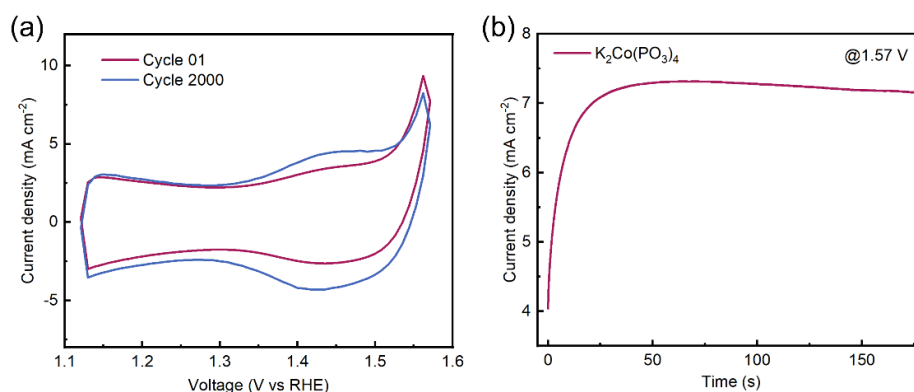 (a)
Cycle 01
Cycle 2000
10
5
0
-5
Current density (mA cm⁻²)
1.1 1.2 1.3 1.4 1.5 1.6
Voltage (V vs RHE)
(b)
K₂Co(PO₃)₄ @1.57 V
8
7
6
5
4
Current density (mA cm⁻²)
0 50 100 150
Time (s)